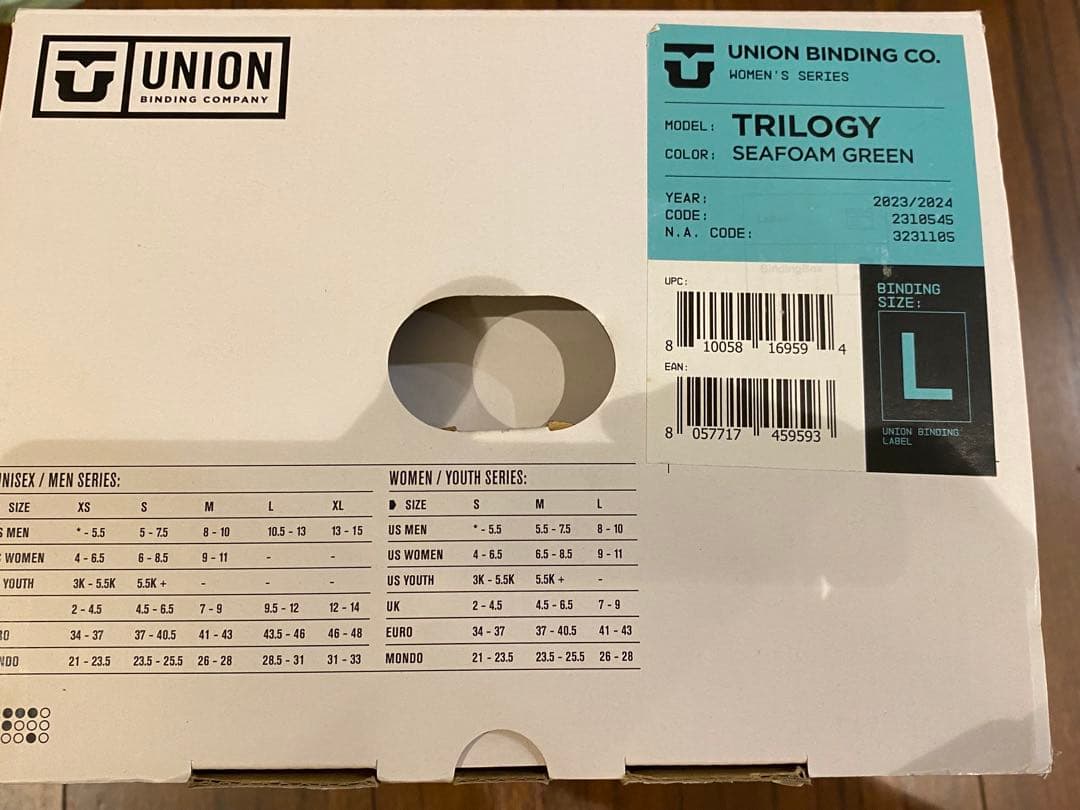 UNION
BINDING COMPANY
UNION BINDING CO.
WOMEN'S SERIES
MODEL: TRILOGY
COLOR: SEAFOAM GREEN
YEAR: 2023/2024
CODE: 2310545
N.A. CODE: 3231105
UPC:
8 10058 16959 4
EAN:
8 057717 459593
BINDING
SIZE:
L
UNION BINDING
LABEL
NISEX / MEN SERIES:
SIZE XS S M L XL
S MEN * - 5.5 5 - 7.5 8 - 10 10.5 - 13 13 - 15
WOMEN 4 - 6.5 6 - 8.5 9 - 11 - -
YOUTH 3K - 5.5K 5.5K + - - -
2 - 4.5 4.5 - 6.5 7 - 9 9.5 - 12 12 - 14
RO 34 - 37 37 - 40.5 41 - 43 43.5 - 46 46 - 48
NDO 21 - 23.5 23.5 - 25.5 26 - 28 28.5 - 31 31 - 33
WOMEN / YOUTH SERIES:
SIZE S M L
US MEN * - 5.5 5.5 - 7.5 8 - 10
US WOMEN 4 - 6.5 6.5 - 8.5 9 - 11
US YOUTH 3K - 5.5K 5.5K + -
UK 2 - 4.5 4.5 - 6.5 7 - 9
EURO 34 - 37 37 - 40.5 41 - 43
MONDO 21 - 23.5 23.5 - 25.5 26 - 28